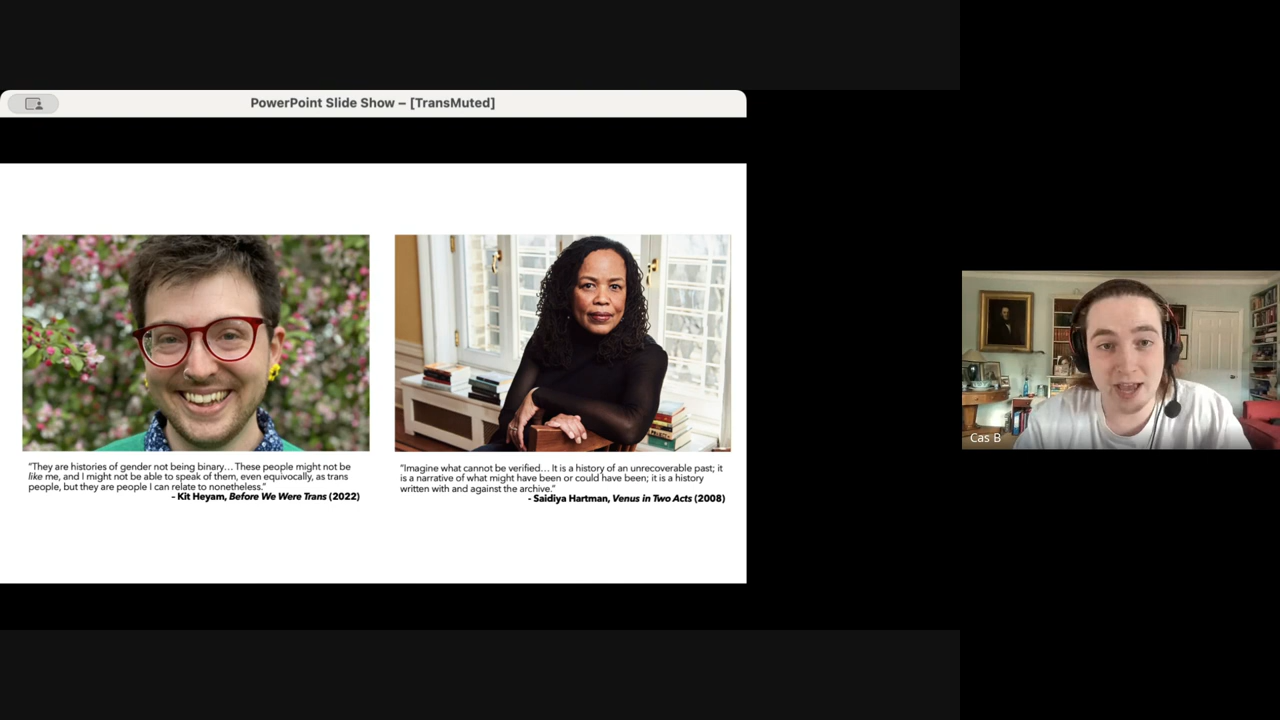 PowerPoint Slide Show – [TransMuted]
“They are histories of gender not being binary… These people might not be
like me, and I might not be able to speak of them, even equivocally, as trans
people, but they are people I can relate to nonetheless.”
– Kit Heyam, Before We Were Trans (2022)
“Imagine what cannot be verified… It is a history of an unrecoverable past; it
is a narrative of what might have been or could have been; it is a history
written with and against the archive.”
- Saidiya Hartman, Venus in Two Acts (2008)
Cas B